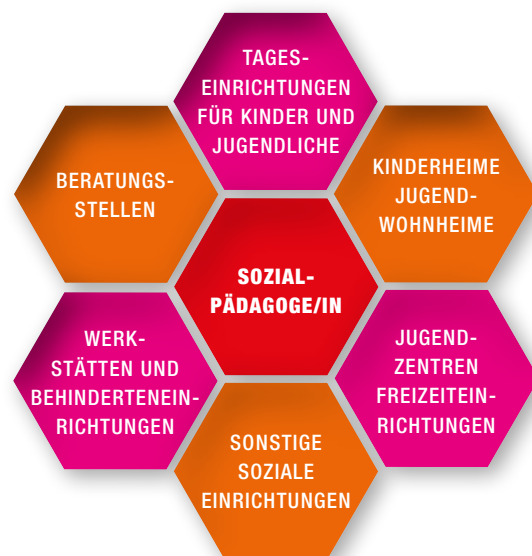 TAGES-
EINRICHTUNGEN
FÜR KINDER UND
JUGENDLICHE
BERATUNGS-
STELLEN
KINDERHEIME
JUGEND-
WOHNHEIME
SOZIAL-
PÄDAGOGE/IN
WERK-
STÄTTEN UND
BEHINDERTENEIN-
RICHTUNGEN
JUGEND-
ZENTREN
FREIZEITEIN-
RICHTUNGEN
SONSTIGE
SOZIALE
EINRICHTUNGEN